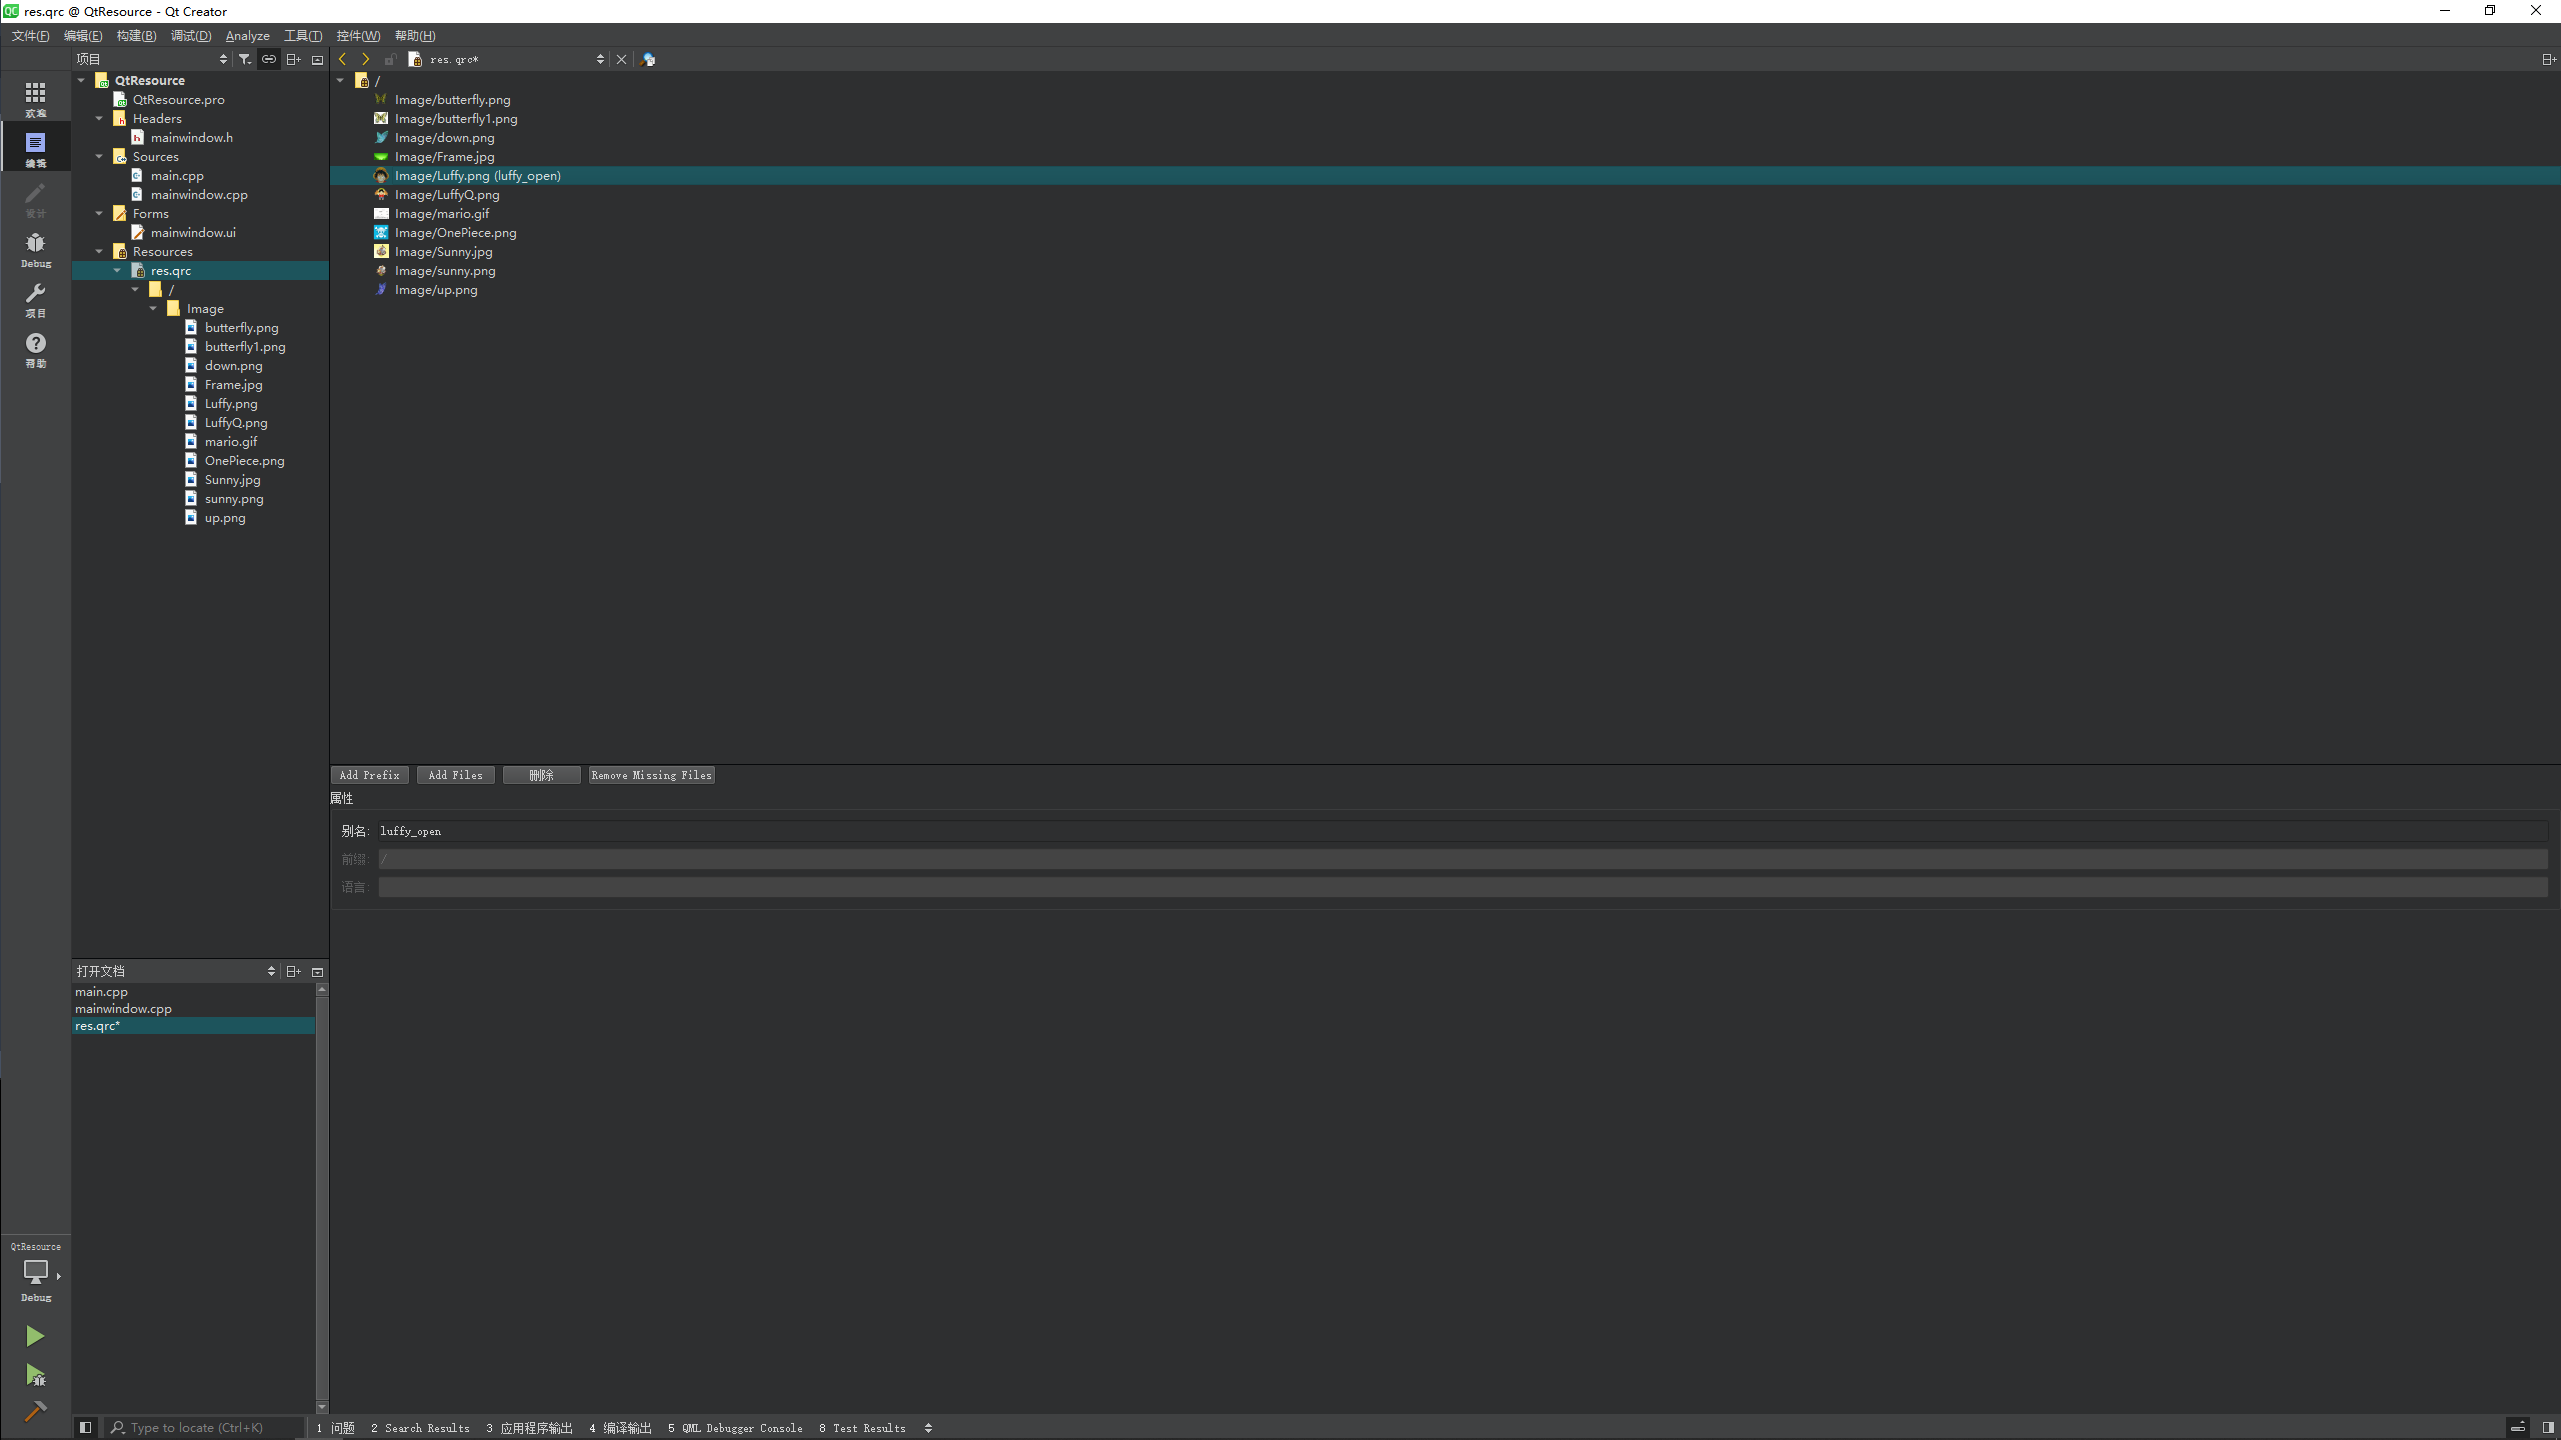 res.qrc @ QtResource - Qt Creator
文件(F) 编辑(E) 构建(B) 调试(D) Analyze 工具(T) 控件(W) 帮助(H)
项目
res.qrc*
欢迎
编辑
设计
Debug
项目
帮助
QtResource
QtResource.pro
Headers
mainwindow.h
Sources
main.cpp
mainwindow.cpp
Forms
mainwindow.ui
Resources
res.qrc
/
Image
butterfly.png
butterfly1.png
down.png
Frame.jpg
Luffy.png
LuffyQ.png
mario.gif
OnePiece.png
Sunny.jpg
sunny.png
up.png
/
Image/butterfly.png
Image/butterfly1.png
Image/down.png
Image/Frame.jpg
Image/Luffy.png (luffy_open)
Image/LuffyQ.png
Image/mario.gif
Image/OnePiece.png
Image/Sunny.jpg
Image/sunny.png
Image/up.png
Add Prefix Add Files 删除 Remove Missing Files
属性
别名: luffy_open
前缀: /
语言:
打开文档
main.cpp
mainwindow.cpp
res.qrc*
QtResource
Debug
Type to locate (Ctrl+K) 1 问题 2 Search Results 3 应用程序输出 4 编译输出 5 QML Debugger Console 8 Test Results